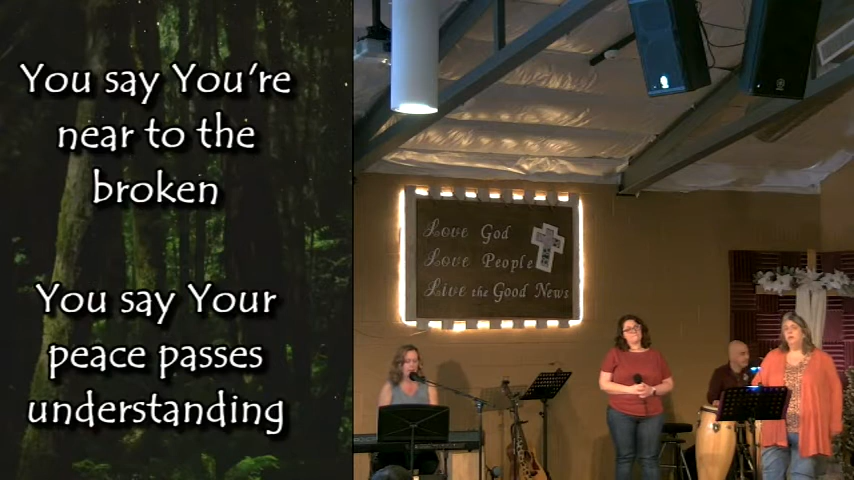 You say You're
near to the
broken
You say Your
peace passes
understanding
Love God
Love People
Live the Good News